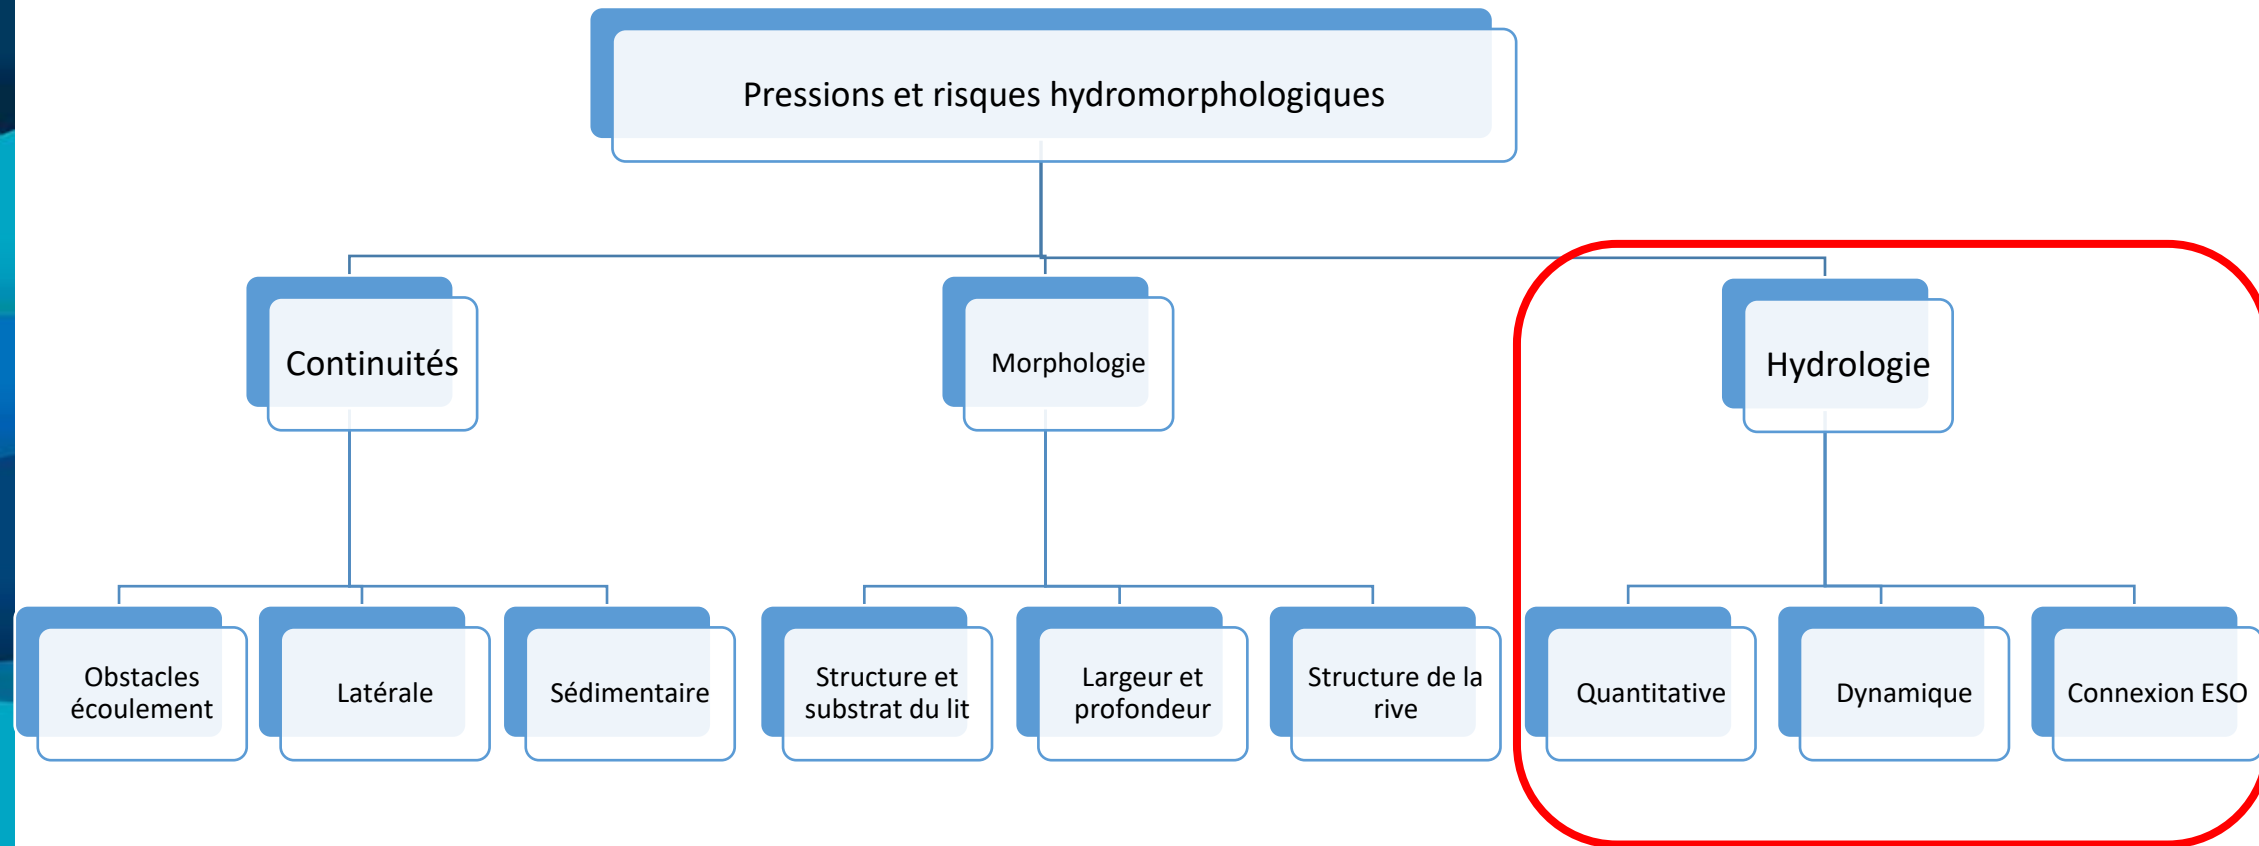 Pressions et risques hydromorphologiques
Continuités
Morphologie
Hydrologie
Obstacles
écoulement
Latérale
Sédimentaire
Structure et
substrat du lit
Largeur et
profondeur
Structure de la
rive
Quantitative
Dynamique
Connexion ESO